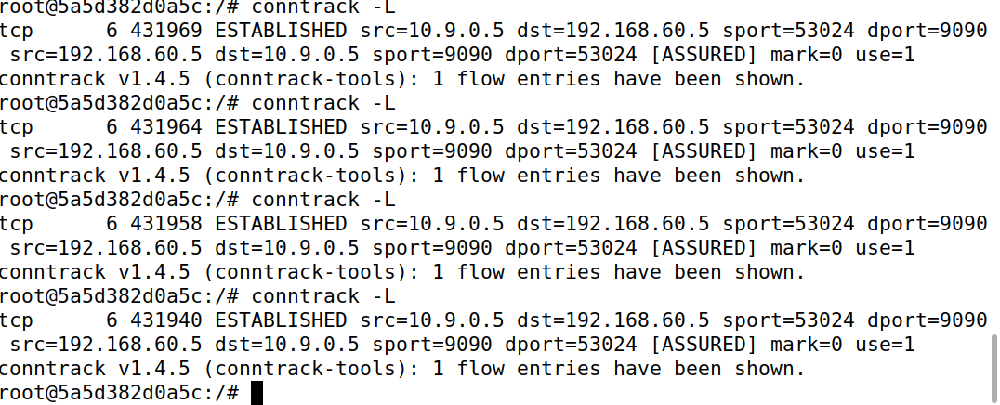 root@5a5d382d0a5c:/# conntrack -L
tcp      6 431969 ESTABLISHED src=10.9.0.5 dst=192.168.60.5 sport=53024 dport=9090
 src=192.168.60.5 dst=10.9.0.5 sport=9090 dport=53024 [ASSURED] mark=0 use=1
conntrack v1.4.5 (conntrack-tools): 1 flow entries have been shown.
root@5a5d382d0a5c:/# conntrack -L
tcp      6 431964 ESTABLISHED src=10.9.0.5 dst=192.168.60.5 sport=53024 dport=9090
 src=192.168.60.5 dst=10.9.0.5 sport=9090 dport=53024 [ASSURED] mark=0 use=1
conntrack v1.4.5 (conntrack-tools): 1 flow entries have been shown.
root@5a5d382d0a5c:/# conntrack -L
tcp      6 431958 ESTABLISHED src=10.9.0.5 dst=192.168.60.5 sport=53024 dport=9090
 src=192.168.60.5 dst=10.9.0.5 sport=9090 dport=53024 [ASSURED] mark=0 use=1
conntrack v1.4.5 (conntrack-tools): 1 flow entries have been shown.
root@5a5d382d0a5c:/# conntrack -L
tcp      6 431940 ESTABLISHED src=10.9.0.5 dst=192.168.60.5 sport=53024 dport=9090
 src=192.168.60.5 dst=10.9.0.5 sport=9090 dport=53024 [ASSURED] mark=0 use=1
conntrack v1.4.5 (conntrack-tools): 1 flow entries have been shown.
root@5a5d382d0a5c:/#